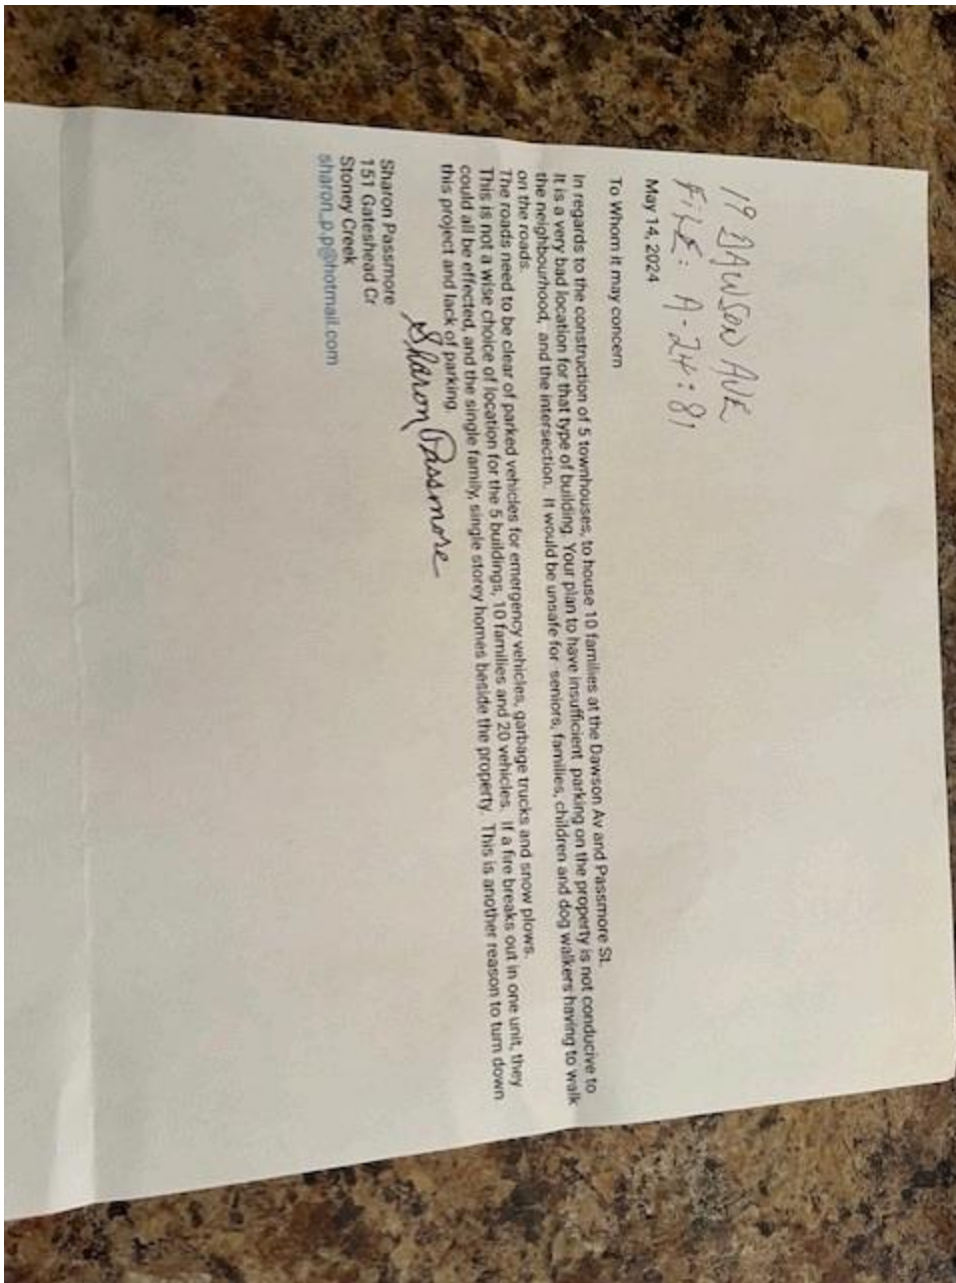 19 DAWSON AVE
FILE: A-24:81
May 14, 2024
To Whom it may concern
In regards to the construction of 5 townhouses, to house 10 families at the Dawson Av and Passmore St.
It is a very bad location for that type of building. Your plan to have insufficient parking on the property is not conducive to
the neighbourhood, and the intersection. It would be unsafe for seniors, families, children and dog walkers having to walk
on the roads.
The roads need to be clear of parked vehicles for emergency vehicles, garbage trucks and snow plows.
This is not a wise choice of location for the 5 buildings, 10 families and 20 vehicles. If a fire breaks out in one unit, they
could all be effected, and the single family, single storey homes beside the property. This is another reason to turn down
this project and lack of parking.
Sharon Passmore
Sharon Passmore
151 Gateshead Cr
Stoney Creek
sharon_p.p@hotmail.com